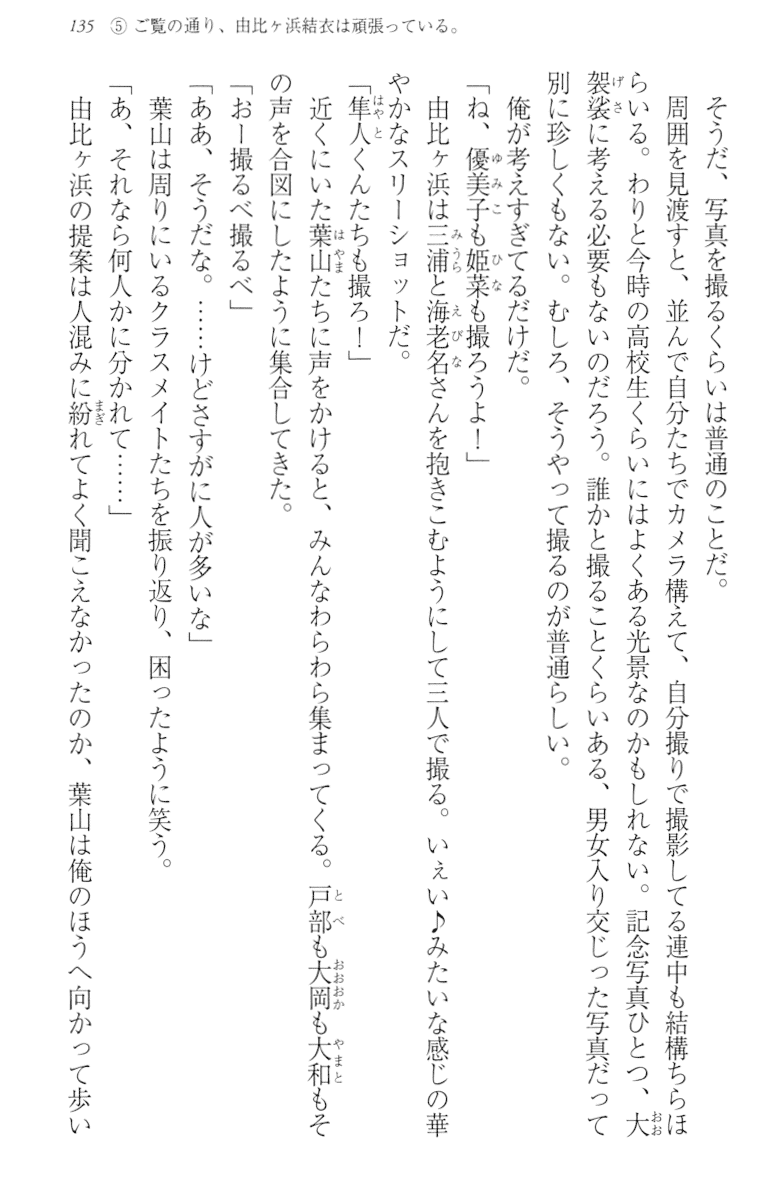 135 ⑤ ご覧の通り、由比ヶ浜結衣は頑張っている。
そうだ、写真を撮るくらいは普通のことだ。
周囲を見渡すと、並んで自分たちでカメラ構えて、自分撮りで撮影してる連中も結構ちらほ
らいる。わりと今時の高校生くらいにはよくある光景なのかもしれない。記念写真ひとつ、大
袈裟に考える必要もないのだろう。誰かと撮ることくらいある、男女入り交じった写真だって
別に珍しくもない。むしろ、そうやって撮るのが普通らしい。
俺が考えすぎてるだけだ。
「ね、優美子も姫菜も撮ろうよ！」
由比ヶ浜は三浦と海老名さんを抱きこむようにして三人で撮る。いぇい♪みたいな感じの華
やかなスリーショットだ。
「隼人くんたちも撮ろ！」
近くにいた葉山たちに声をかけると、みんなわらわら集まってくる。戸部も大岡も大和もそ
の声を合図にしたように集合してきた。
「おー撮るべ撮るべ」
「ああ、そうだな。……けどさすがに人が多いな」
葉山は周りにいるクラスメイトたちを振り返り、困ったように笑う。
「あ、それなら何人かに分かれて……」
由比ヶ浜の提案は人混みに紛れてよく聞こえなかったのか、葉山は俺のほうへ向かって歩い